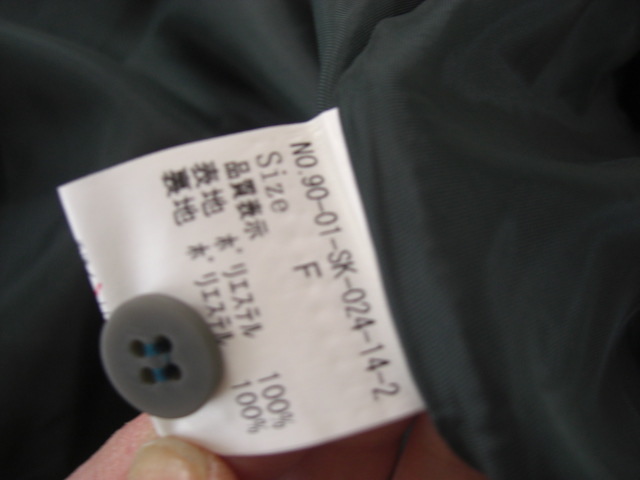 NO.90-01-SK-024-14-2
Size F
品質表示
表地 ポリエステル 100%
裏地 ポリエステル 100%